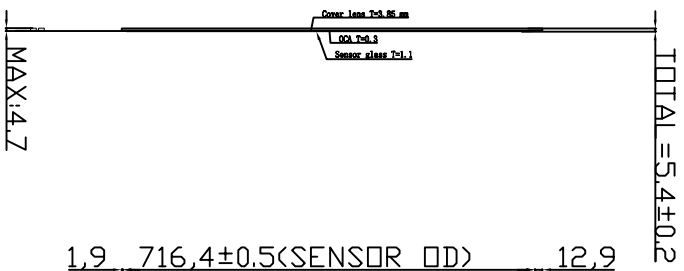 Cover lens T=3.85 mm
OCA T=0.3
Sensor glass T=1.1
MAX:4.7
TOTAL=5.4±0.2
1,9 716,4±0.5(SENSOR OD) 12,9